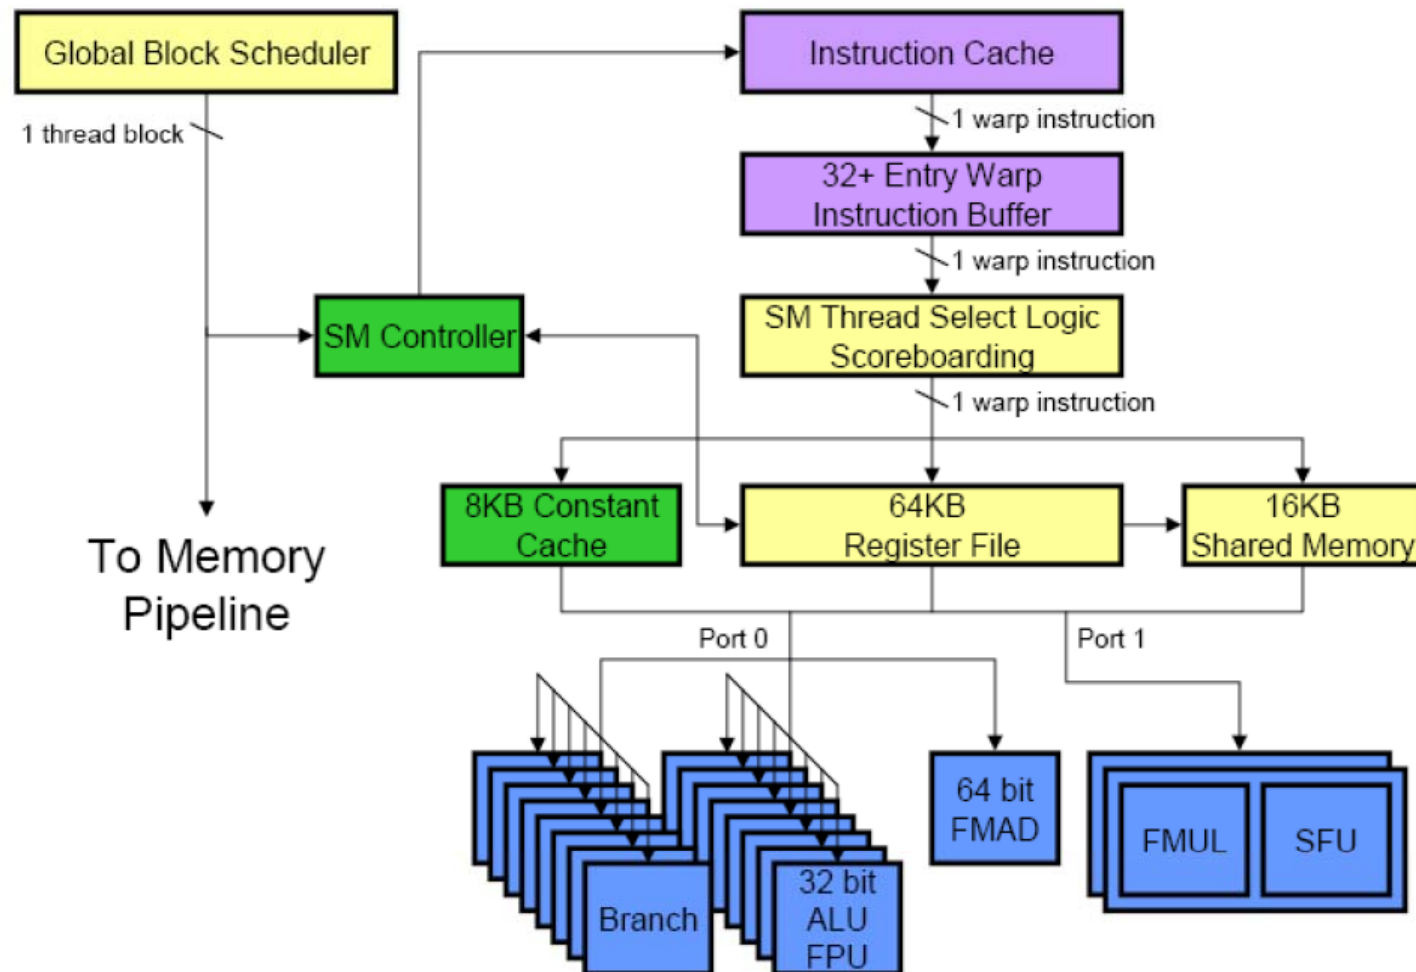 Global Block Scheduler
Instruction Cache
1 thread block
1 warp instruction
32+ Entry Warp
Instruction Buffer
1 warp instruction
SM Controller
SM Thread Select Logic
Scoreboarding
1 warp instruction
8KB Constant
Cache
64KB
Register File
16KB
Shared Memory
To Memory
Pipeline
Port 0
Port 1
Branch
32 bit
ALU
FPU
64 bit
FMAD
FMUL
SFU